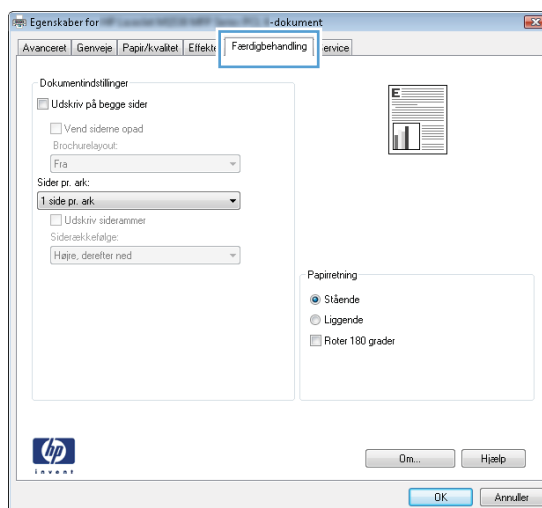 Egenskaber for -dokument
Avanceret Genveje Papir/kvalitet Effekte Færdigbehandling ervice
Dokumentindstillinger
Udskriv på begge sider
Vend siderne opad
Brochurelayout:
Fra
Sider pr. ark:
1 side pr. ark
Udskriv siderammer
Siderækkefølge:
Højre, derefter ned
E
Papirretning
Stående
Liggende
Roter 180 grader
hp
invent
Om... Hjælp
OK Annuller